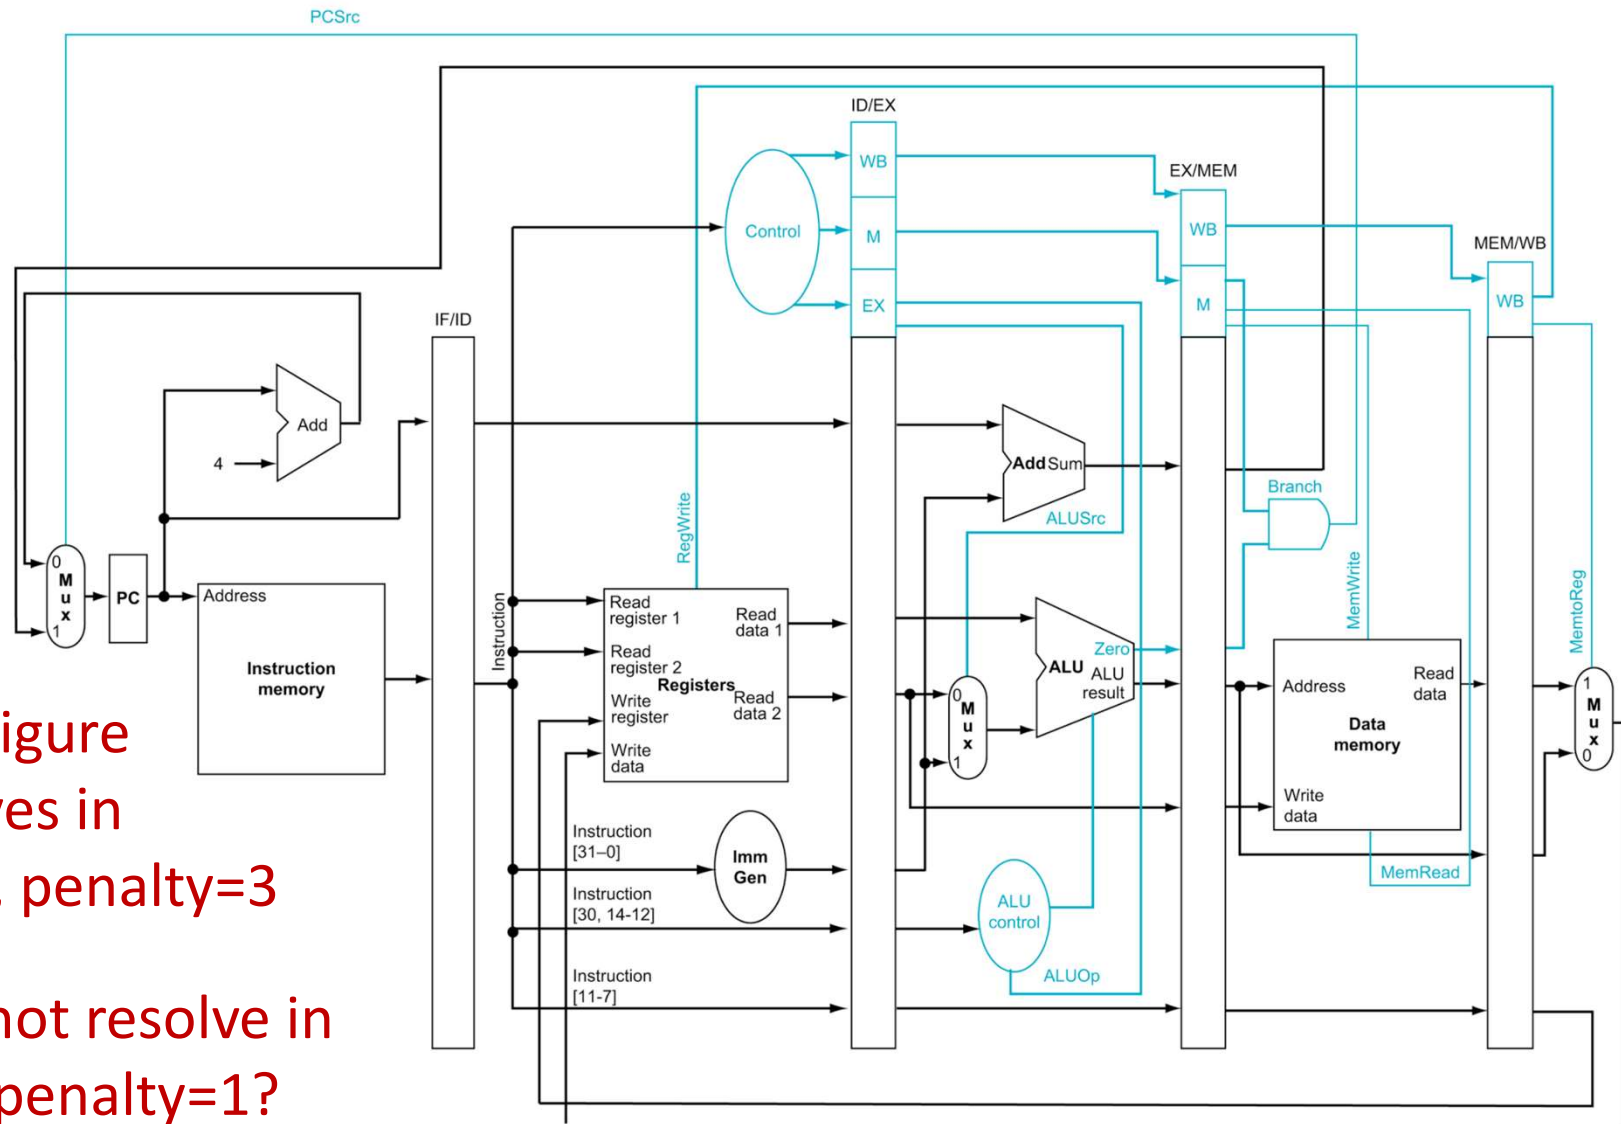 PCSrc
ID/EX
WB
EX/MEM
Control
M
WB
MEM/WB
EX
M
WB
IF/ID
Add
4
Add Sum
Branch
ALUSrc
RegWrite
MemWrite
MemtoReg
0
M
u
x
1
PC
Address
Instruction
memory
Instruction
Read
register 1
Read
data 1
Read
register 2
Registers
Read
data 2
Write
register
Write
data
0
M
u
x
1
Zero
ALU
ALU
result
Address
Read
data
Data
memory
Write
data
MemRead
1
M
u
x
0
Instruction
[31–0]
Imm
Gen
Instruction
[30, 14-12]
ALU
control
ALUOp
Instruction
[11-7]
igure
es in
penalty=3
not resolve in
penalty=1?